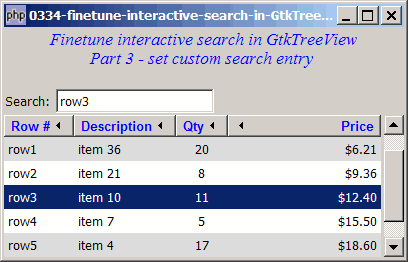 php 0334-finetune-interactive-search-in-GtkTree...
Finetune interactive search in GtkTreeView
Part 3 - set custom search entry
Search: row3
Row # Description Qty Price
row1 item 36 20 $6.21
row2 item 21 8 $9.36
row3 item 10 11 $12.40
row4 item 7 5 $15.50
row5 item 4 17 $18.60